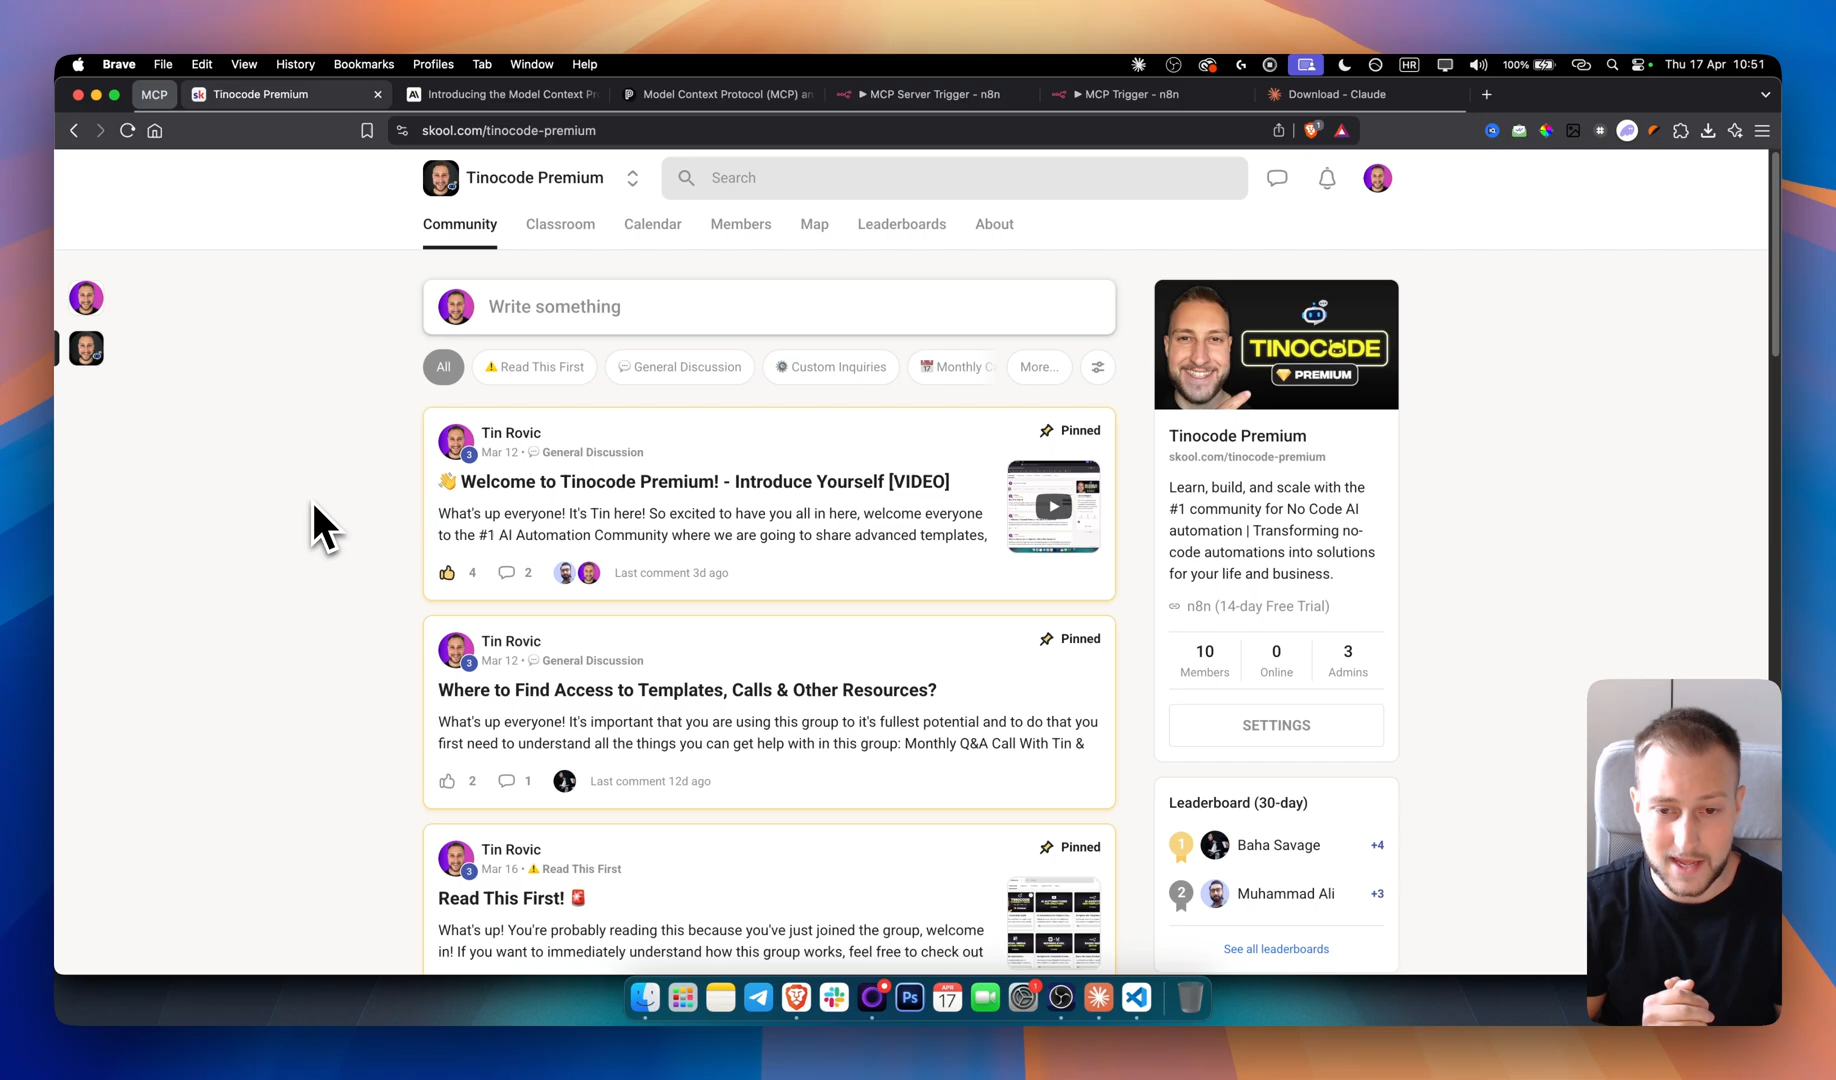 Brave File Edit View History Bookmarks Profiles Tab Window Help HR 100% Thu 17 Apr 10:51
MCP sk Tinocode Premium Introducing the Model Context Pr Model Context Protocol (MCP) an MCP Server Trigger - n8n MCP Trigger - n8n Download - Claude
skool.com/tinocode-premium 1
Tinocode Premium Search
Community Classroom Calendar Members Map Leaderboards About
Write something
All Read This First General Discussion Custom Inquiries Monthly C More...
Tin Rovic Pinned
3 Mar 12 • General Discussion
👋 Welcome to Tinocode Premium! - Introduce Yourself [VIDEO]
What's up everyone! It's Tin here! So excited to have you all in here, welcome everyone
to the #1 AI Automation Community where we are going to share advanced templates,
4 2 Last comment 3d ago
Tin Rovic Pinned
3 Mar 12 • General Discussion
Where to Find Access to Templates, Calls & Other Resources?
What's up everyone! It's important that you are using this group to it's fullest potential and to do that you
first need to understand all the things you can get help with in this group: Monthly Q&A Call With Tin &
2 1 Last comment 12d ago
Tin Rovic Pinned
3 Mar 16 • Read This First
Read This First! 🚨
What's up! You're probably reading this because you've just joined the group, welcome
in! If you want to immediately understand how this group works, feel free to check out
TINOCODE
PREMIUM
Tinocode Premium
skool.com/tinocode-premium
Learn, build, and scale with the
#1 community for No Code AI
automation | Transforming no-
code automations into solutions
for your life and business.
n8n (14-day Free Trial)
10 0 3
Members Online Admins
SETTINGS
Leaderboard (30-day)
1 Baha Savage +4
2 Muhammad Ali +3
See all leaderboards
Ps APR 17 1